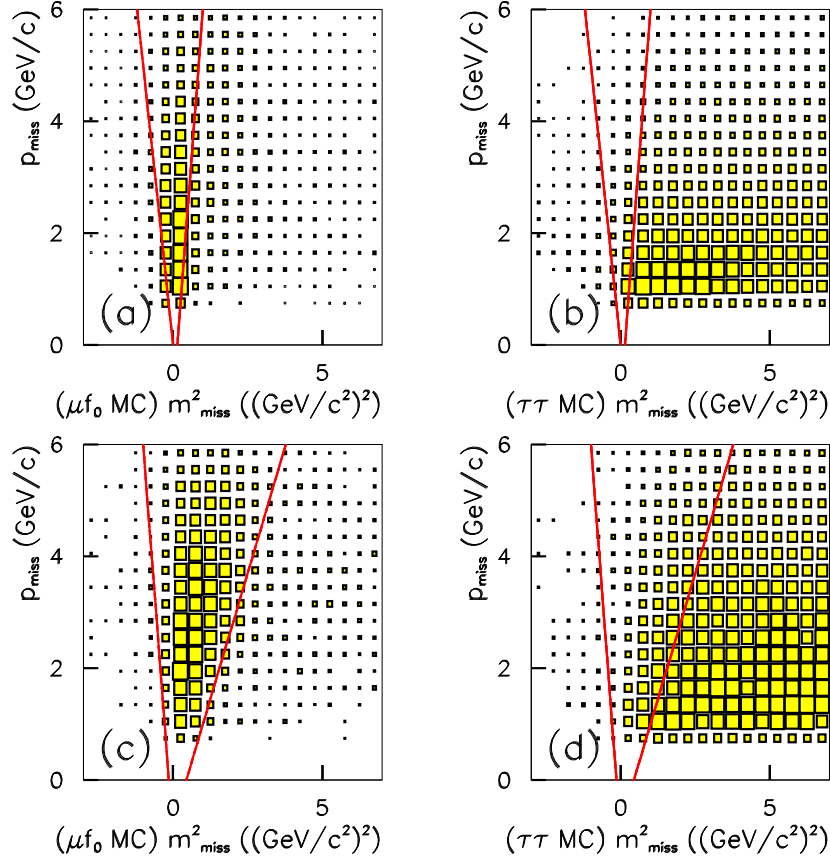 6
4
2
0
p_miss (GeV/c)
(a)
0 5
(μf₀ MC) m²_miss ((GeV/c²)²)
6
4
2
0
p_miss (GeV/c)
(b)
0 5
(ττ MC) m²_miss ((GeV/c²)²)
6
4
2
0
p_miss (GeV/c)
(c)
0 5
(μf₀ MC) m²_miss ((GeV/c²)²)
6
4
2
0
p_miss (GeV/c)
(d)
0 5
(ττ MC) m²_miss ((GeV/c²)²)